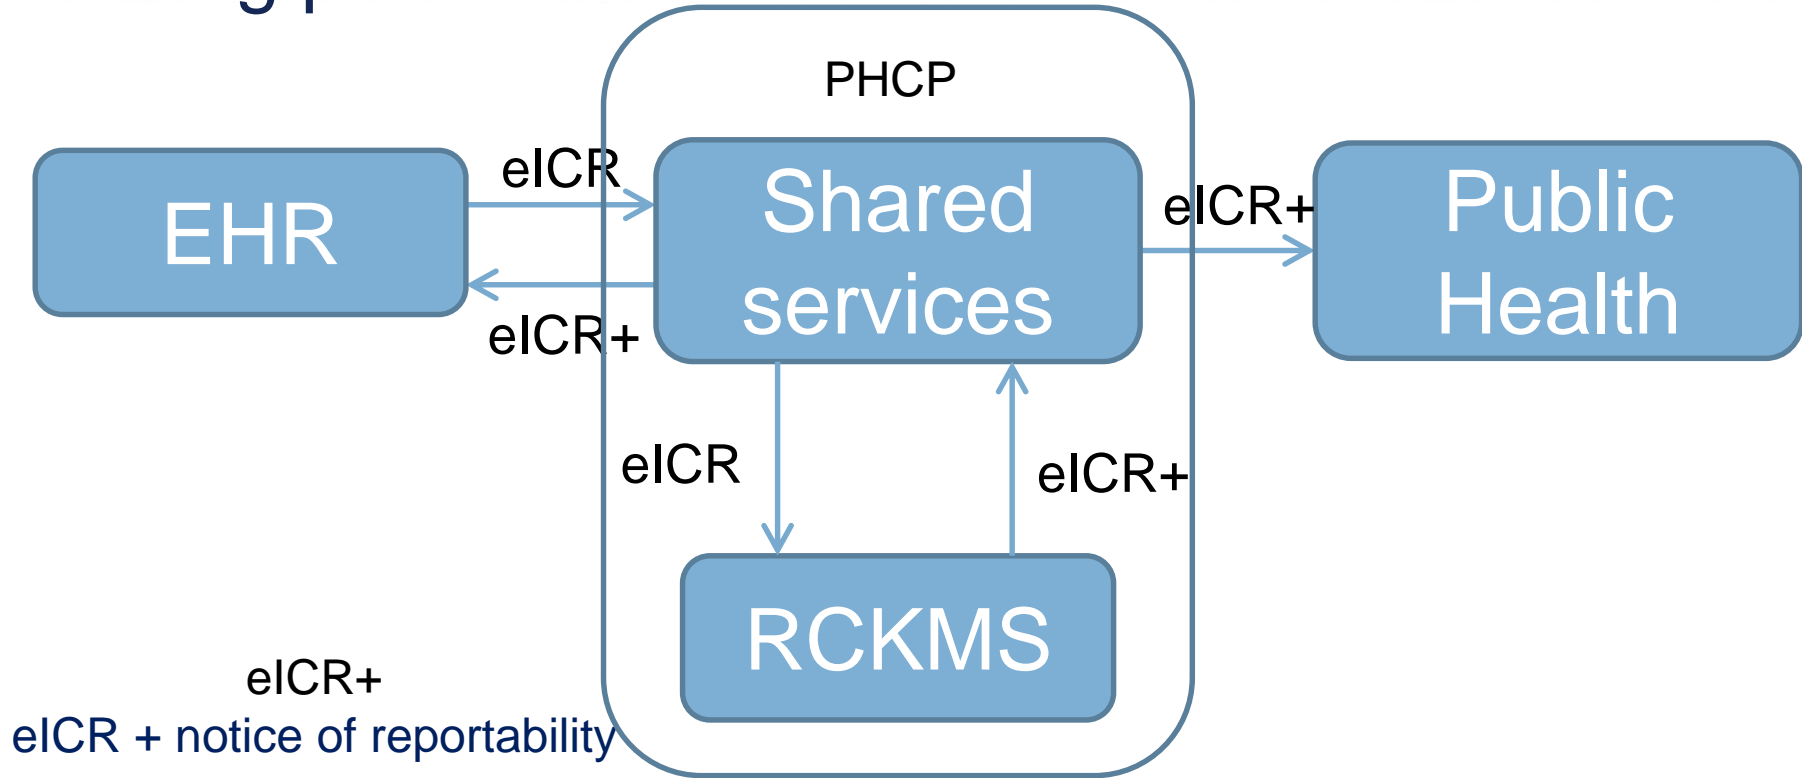 PHCP
eICR
EHR
Shared
services
eICR+
Public
Health
eICR+
eICR
eICR+
RCKMS
eICR+
eICR + notice of reportability